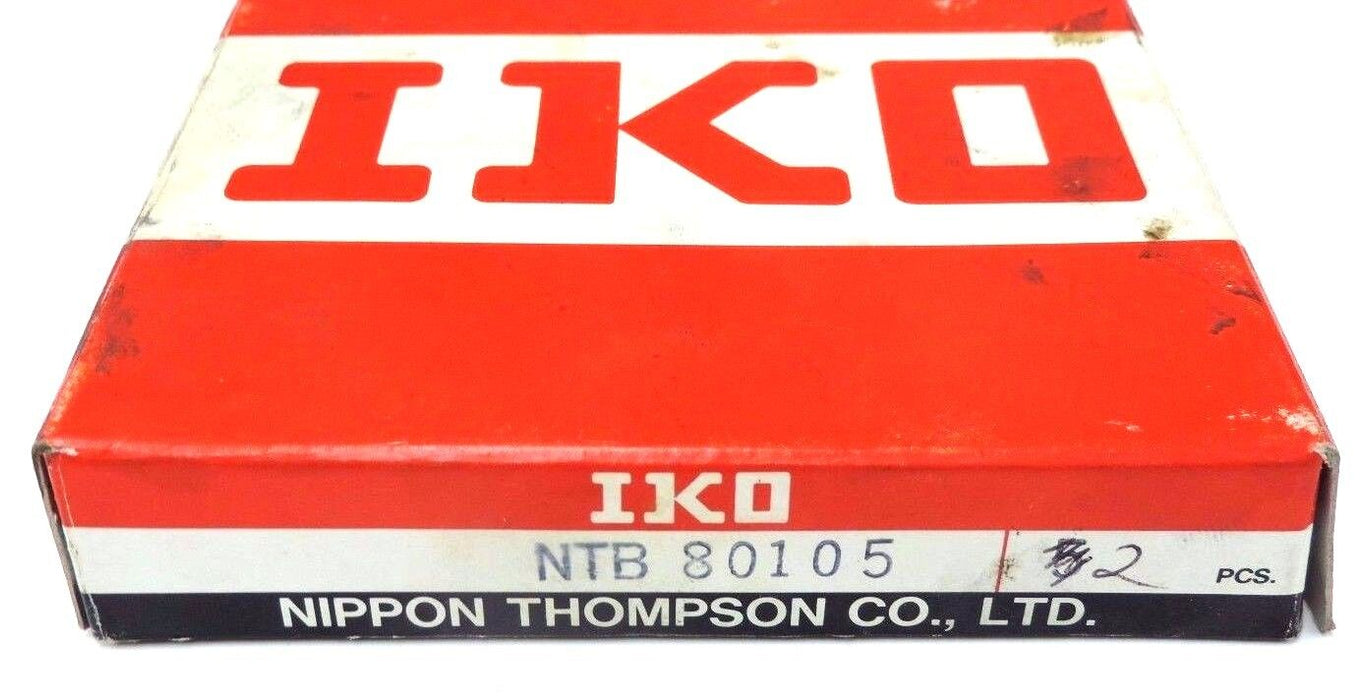 IKO
IKO
NTB 80105 2 PCS.
NIPPON THOMPSON CO., LTD.